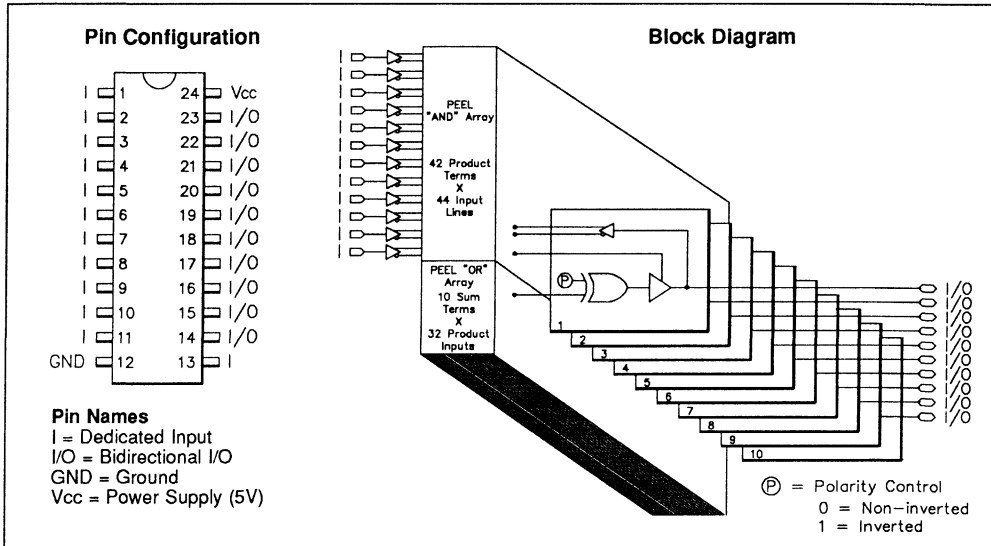 Pin Configuration
I 1 24 Vcc
I 2 23 I/O
I 3 22 I/O
I 4 21 I/O
I 5 20 I/O
I 6 19 I/O
I 7 18 I/O
I 8 17 I/O
I 9 16 I/O
I 10 15 I/O
I 11 14 I/O
GND 12 13 I
Pin Names
I = Dedicated Input
I/O = Bidirectional I/O
GND = Ground
Vcc = Power Supply (5V)
Block Diagram
I
I
I
I
I
I
I
I
I
I
I
I
PEEL
"AND" Array
42 Product
Terms
X
44 Input
Lines
PEEL "OR"
Array
10 Sum
Terms
X
32 Product
Inputs
P
1
2
3
4
5
6
7
8
9
10
I/O
I/O
I/O
I/O
I/O
I/O
I/O
I/O
I/O
I/O
P = Polarity Control
0 = Non-inverted
1 = Inverted